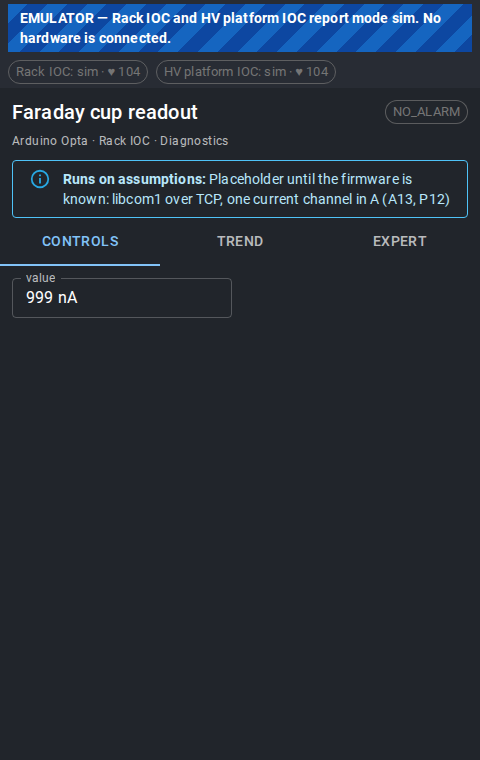 EMULATOR — Rack IOC and HV platform IOC report mode sim. No
hardware is connected.
Rack IOC: sim · ♥ 104
HV platform IOC: sim · ♥ 104
Faraday cup readout
NO_ALARM
Arduino Opta · Rack IOC · Diagnostics
Runs on assumptions: Placeholder until the firmware is
known: libcom1 over TCP, one current channel in A (A13, P12)
CONTROLS
TREND
EXPERT
value
999 nA